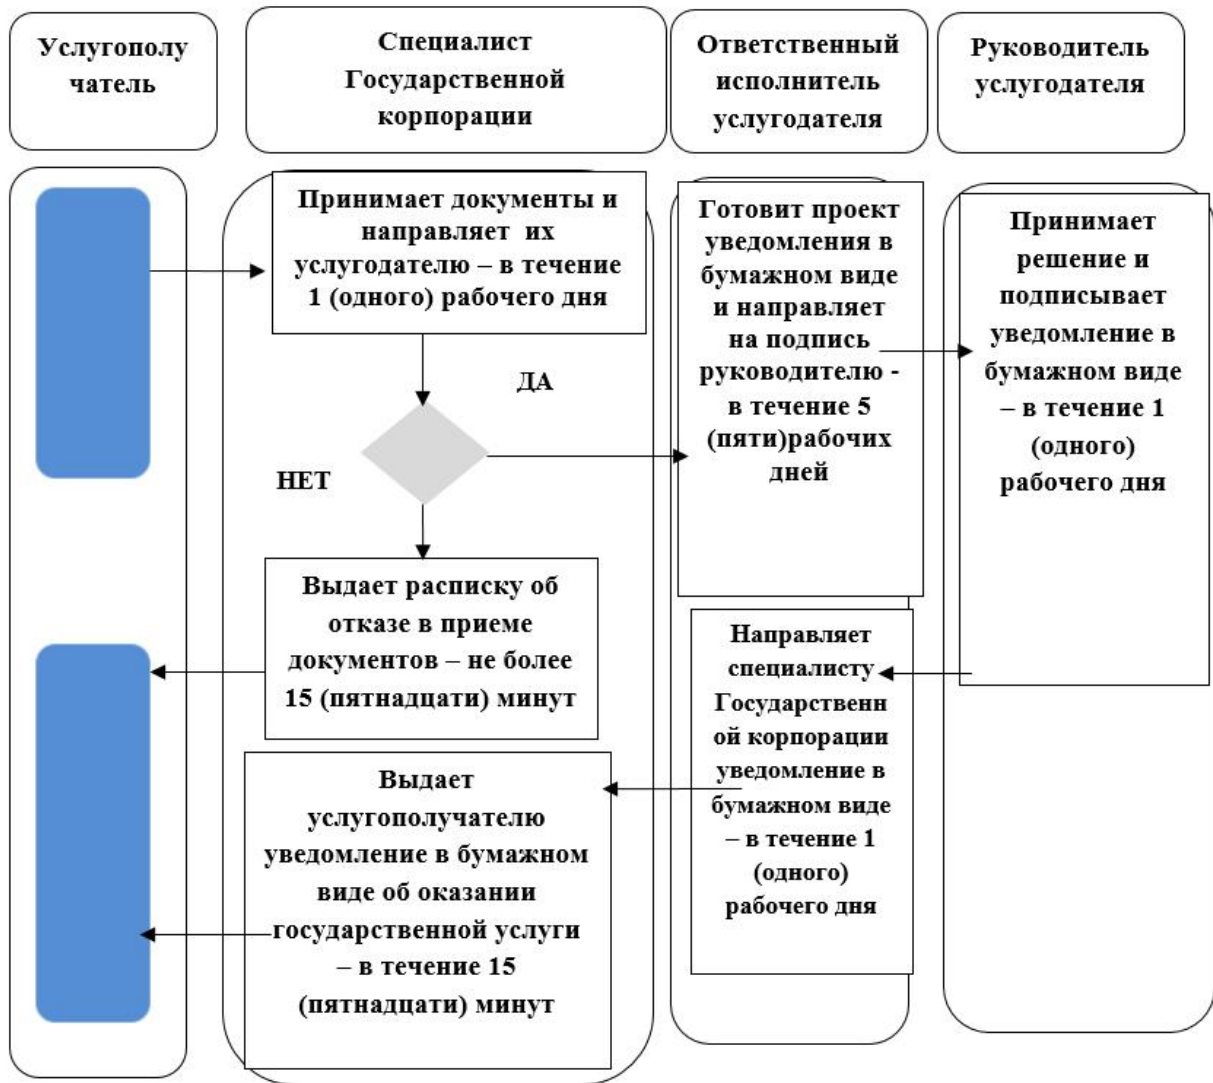 Услугополу
чатель
Специалист
Государственной
корпорации
Ответственный
исполнитель
услугодателя
Руководитель
услугодателя
Принимает документы и
направляет их
услугодателю – в течение
1 (одного) рабочего дня
ДА
НЕТ
Выдает расписку об
отказе в приеме
документов – не более
15 (пятнадцати) минут
Выдает
услугополучателю
уведомление в бумажном
виде об оказании
государственной услуги
– в течение 15
(пятнадцати) минут
Готовит проект
уведомления в
бумажном виде
и направляет
на подпись
руководителю -
в течение 5
(пяти)рабочих
дней
Направляет
специалисту
Государственн
ой корпорации
уведомление в
бумажном виде
– в течение 1
(одного)
рабочего дня
Принимает
решение и
подписывает
уведомление в
бумажном виде
– в течение 1
(одного)
рабочего дня